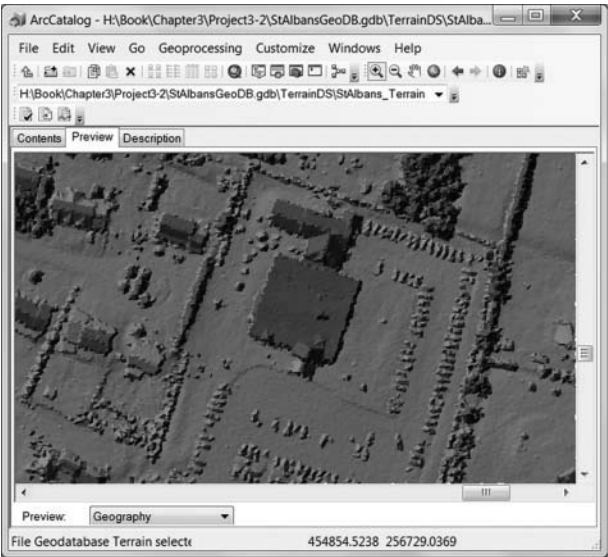 ArcCatalog - H:\Book\Chapter3\Project3-2\StAlbansGeoDB.gdb\TerrainDS\StAlba...
File Edit View Go Geoprocessing Customize Windows Help
H:\Book\Chapter3\Project3-2\StAlbansGeoDB.gdb\TerrainDS\StAlbans_Terrain
Contents Preview Description
Preview: Geography
File Geodatabase Terrain selecte 454854.5238 256729.0369